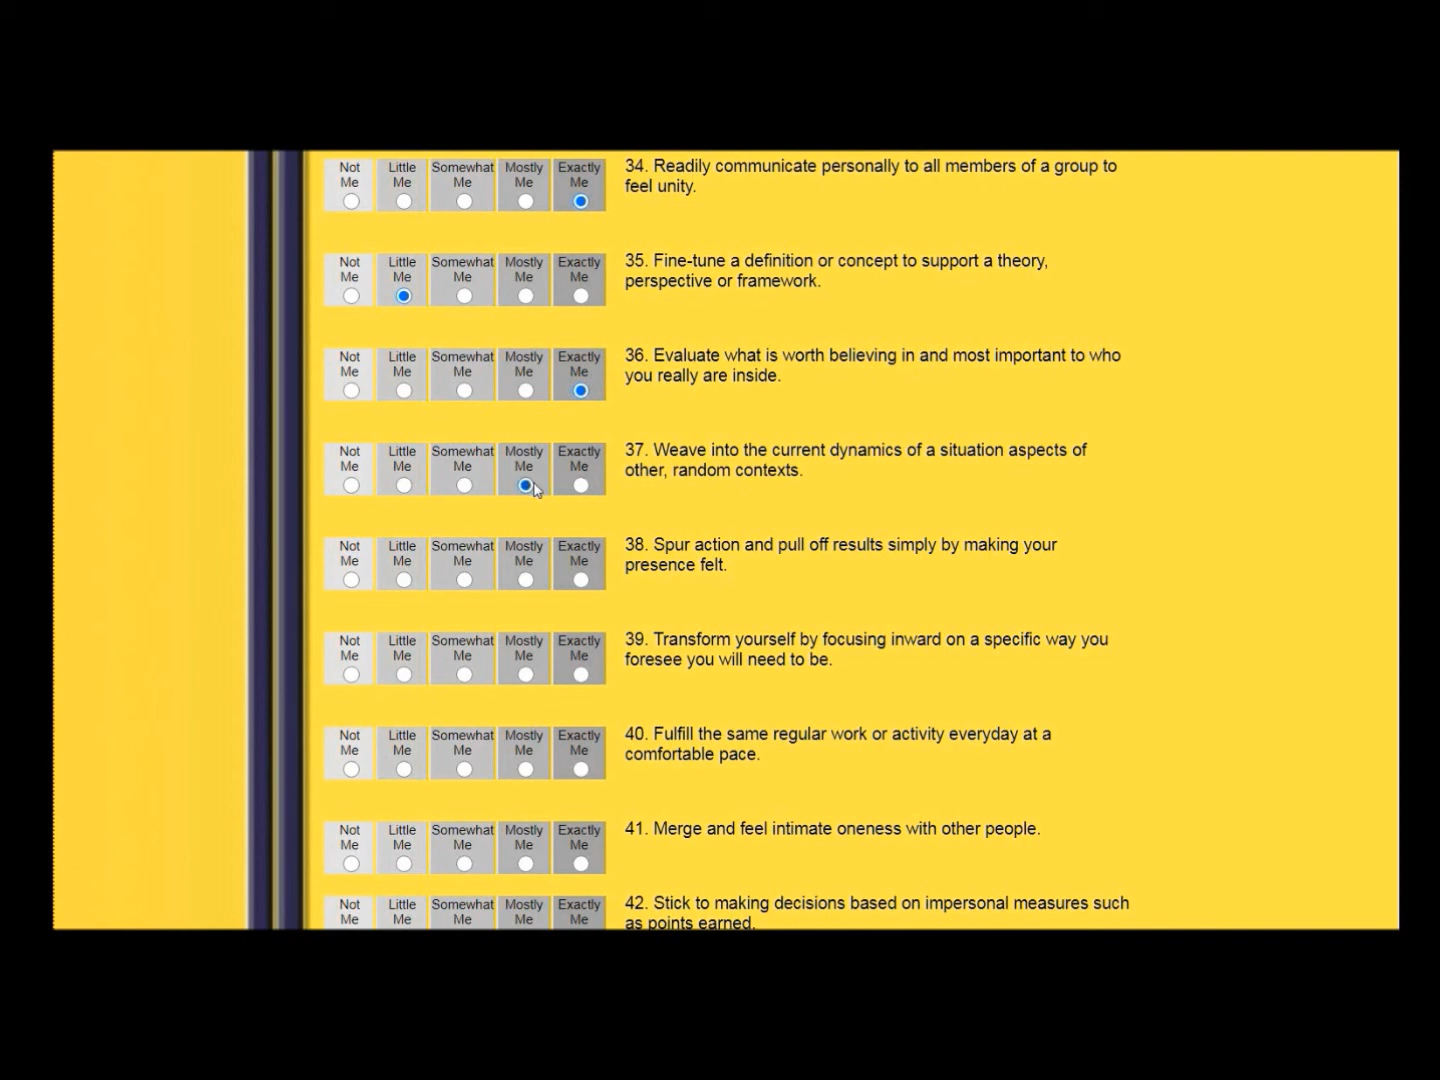 Not Little Somewhat Mostly Exactly
Me Me Me Me Me
34. Readily communicate personally to all members of a group to
feel unity.
Not Little Somewhat Mostly Exactly
Me Me Me Me Me
35. Fine-tune a definition or concept to support a theory,
perspective or framework.
Not Little Somewhat Mostly Exactly
Me Me Me Me Me
36. Evaluate what is worth believing in and most important to who
you really are inside.
Not Little Somewhat Mostly Exactly
Me Me Me Me Me
37. Weave into the current dynamics of a situation aspects of
other, random contexts.
Not Little Somewhat Mostly Exactly
Me Me Me Me Me
38. Spur action and pull off results simply by making your
presence felt.
Not Little Somewhat Mostly Exactly
Me Me Me Me Me
39. Transform yourself by focusing inward on a specific way you
foresee you will need to be.
Not Little Somewhat Mostly Exactly
Me Me Me Me Me
40. Fulfill the same regular work or activity everyday at a
comfortable pace.
Not Little Somewhat Mostly Exactly
Me Me Me Me Me
41. Merge and feel intimate oneness with other people.
Not Little Somewhat Mostly Exactly
Me Me Me Me Me
42. Stick to making decisions based on impersonal measures such
as points earned.